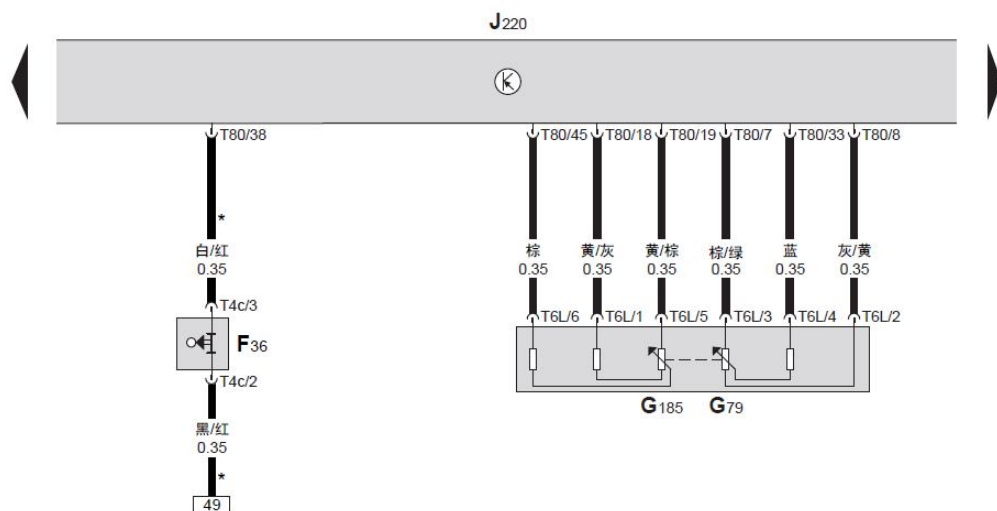 J220
T80/38 T80/45 T80/18 T80/19 T80/7 T80/33 T80/8
*
白/红 棕 黄/灰 黄/棕 棕/绿 蓝 灰/黄
0.35 0.35 0.35 0.35 0.35 0.35 0.35
T4c/3 T6L/6 T6L/1 T6L/5 T6L/3 T6L/4 T6L/2
F36
T4c/2
G185 G79
黑/红
0.35
*
49